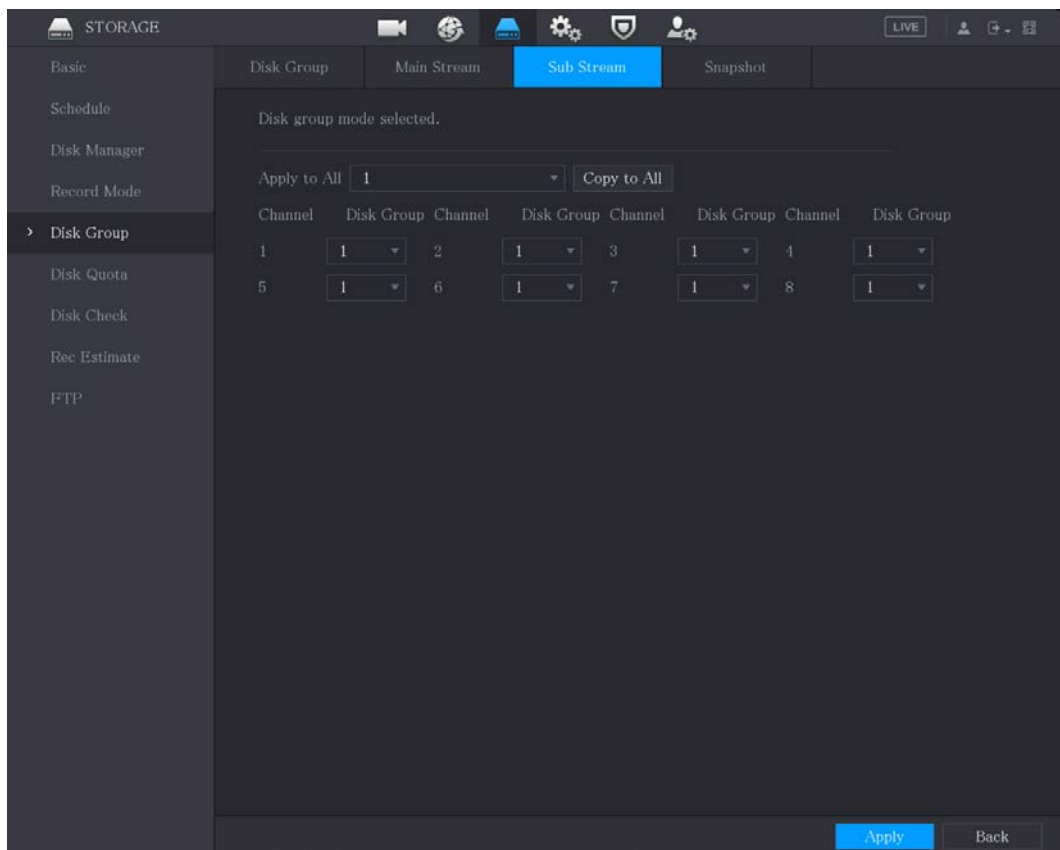 STORAGE
LIVE
Basic
Schedule
Disk Manager
Record Mode
Disk Group
Disk Quota
Disk Check
Rec Estimate
FTP
Disk Group Main Stream Sub Stream Snapshot
Disk group mode selected.
Apply to All 1 Copy to All
Channel Disk Group Channel Disk Group Channel Disk Group Channel Disk Group
1 1 2 1 3 1 4 1
5 1 6 1 7 1 8 1
Apply Back